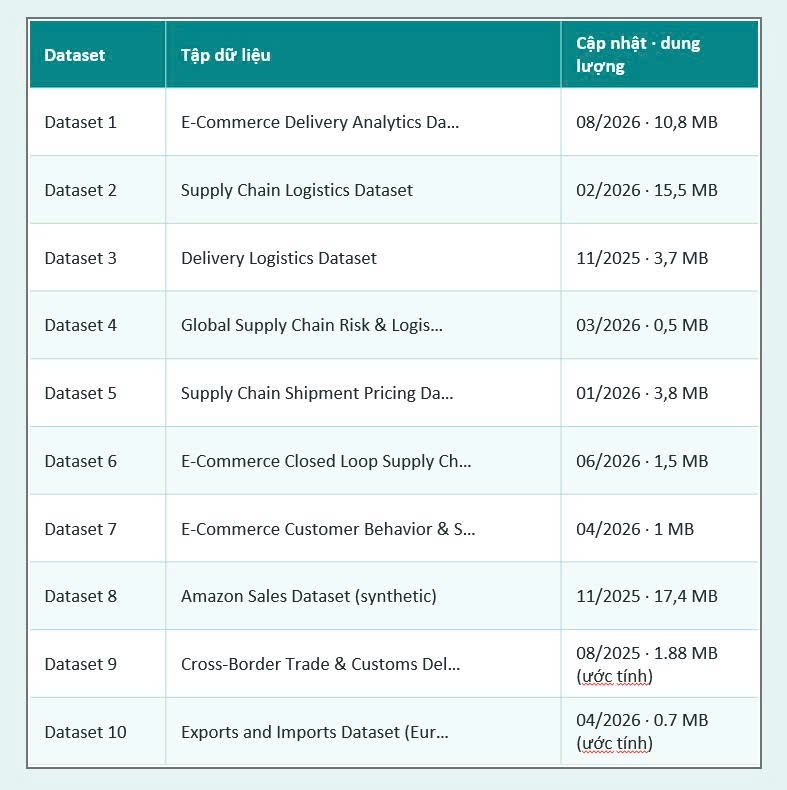 Dataset
Tập dữ liệu
Cập nhật · dung
lượng
Dataset 1
E-Commerce Delivery Analytics Da...
08/2026 · 10,8 MB
Dataset 2
Supply Chain Logistics Dataset
02/2026 · 15,5 MB
Dataset 3
Delivery Logistics Dataset
11/2025 · 3,7 MB
Dataset 4
Global Supply Chain Risk & Logis...
03/2026 · 0,5 MB
Dataset 5
Supply Chain Shipment Pricing Da...
01/2026 · 3,8 MB
Dataset 6
E-Commerce Closed Loop Supply Ch...
06/2026 · 1,5 MB
Dataset 7
E-Commerce Customer Behavior & S...
04/2026 · 1 MB
Dataset 8
Amazon Sales Dataset (synthetic)
11/2025 · 17,4 MB
Dataset 9
Cross-Border Trade & Customs Del...
08/2025 · 1.88 MB
(ước tính)
Dataset 10
Exports and Imports Dataset (Eur...
04/2026 · 0.7 MB
(ước tính)